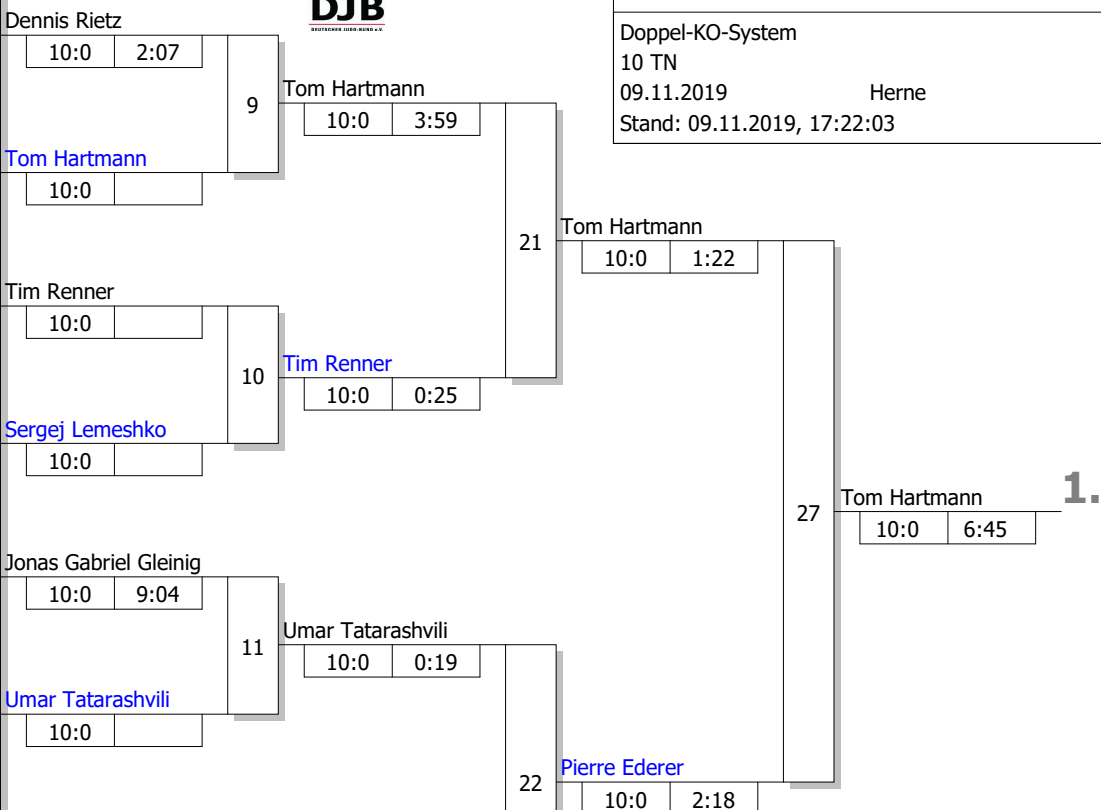 DJB
DEUTSCHER JUDO-BUND e.V.
Doppel-KO-System
10 TN
09.11.2019 Herne
Stand: 09.11.2019, 17:22:03
Dennis Rietz
10:0 2:07
9
Tom Hartmann
10:0 3:59
Tom Hartmann
10:0
21
Tom Hartmann
10:0 1:22
Tim Renner
10:0
10
Tim Renner
10:0 0:25
Sergej Lemeshko
10:0
27
Tom Hartmann
1.
10:0 6:45
Jonas Gabriel Gleinig
10:0 9:04
11
Umar Tatarashvili
10:0 0:19
Umar Tatarashvili
10:0
22
Pierre Ederer
10:0 2:18